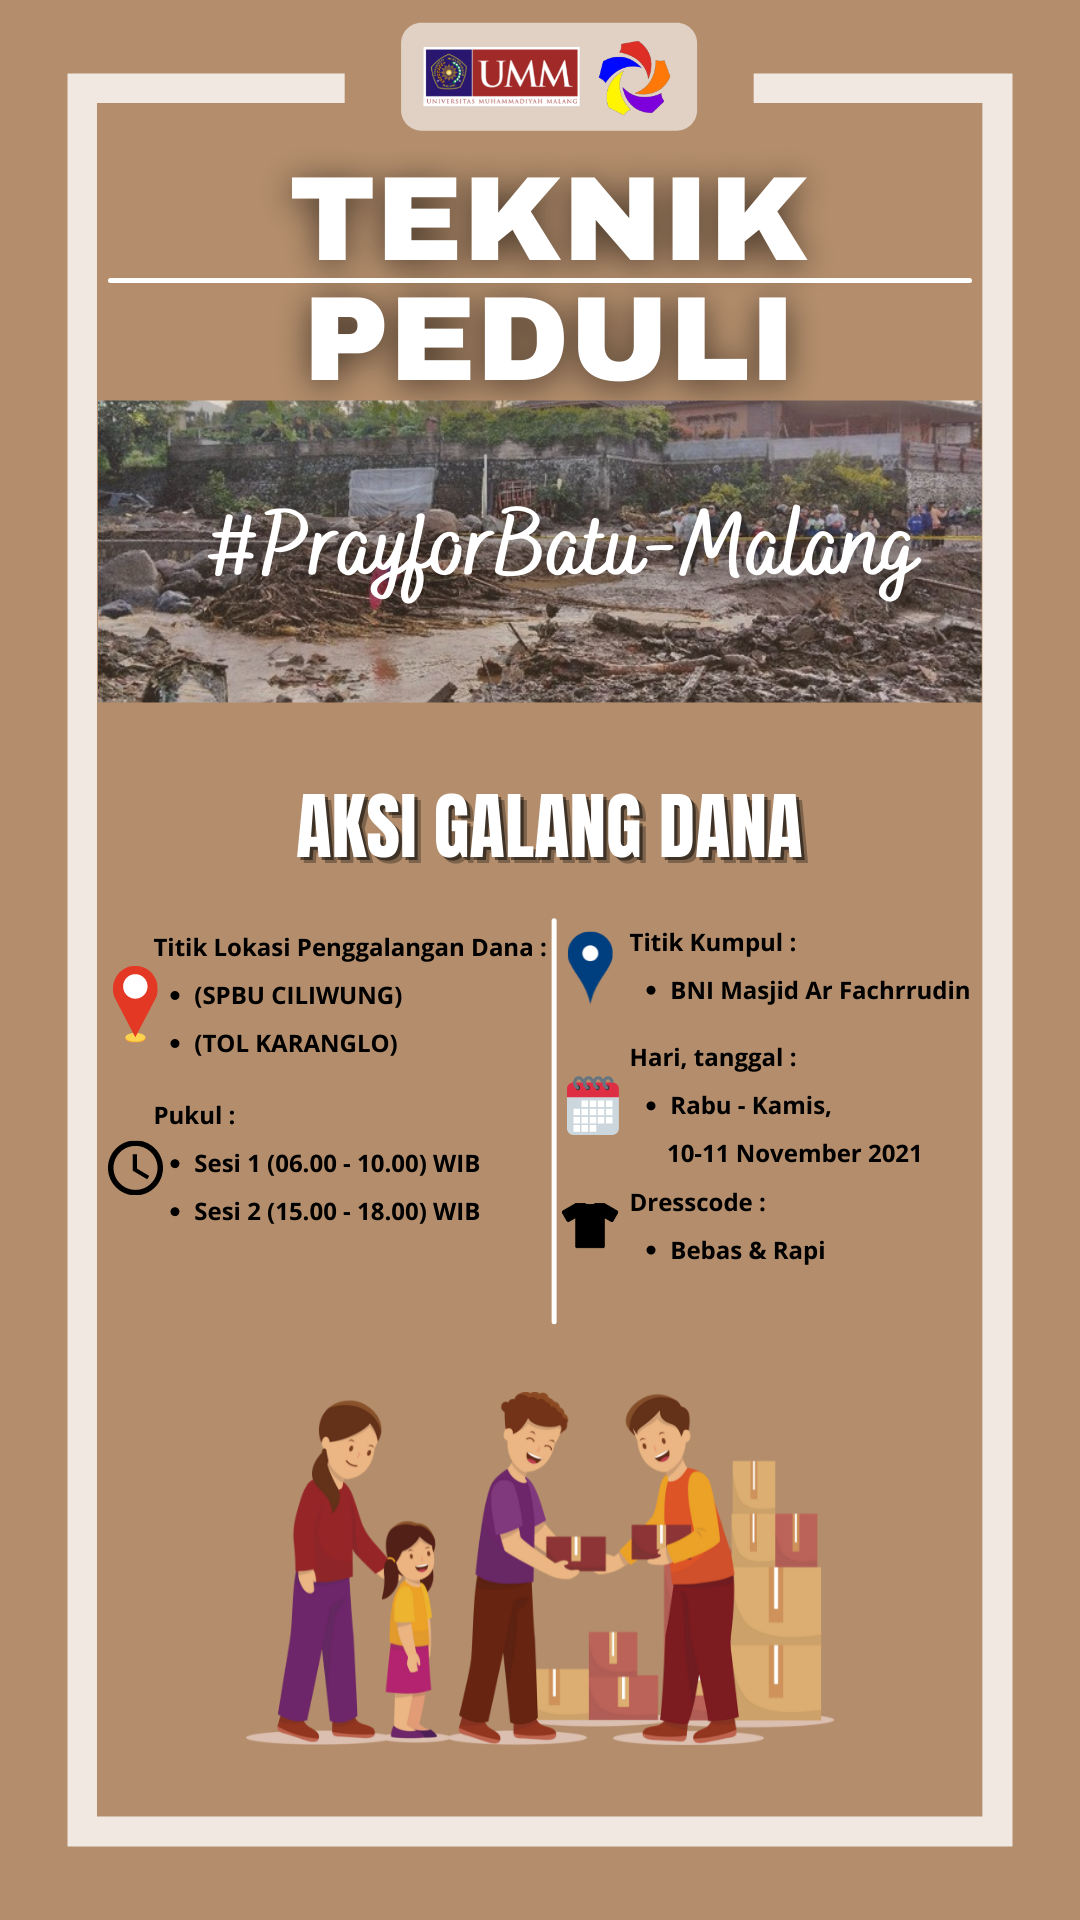 UMM
UNIVERSITAS MUHAMMADIYAH MALANG
TEKNIK
PEDULI
#PrayforBatu-Malang
AKSI GALANG DANA
Titik Lokasi Penggalangan Dana :
• (SPBU CILIWUNG)
• (TOL KARANGLO)
Pukul :
• Sesi 1 (06.00 - 10.00) WIB
• Sesi 2 (15.00 - 18.00) WIB
Titik Kumpul :
• BNI Masjid Ar Fachrrudin
Hari, tanggal :
• Rabu - Kamis,
10-11 November 2021
Dresscode :
• Bebas & Rapi